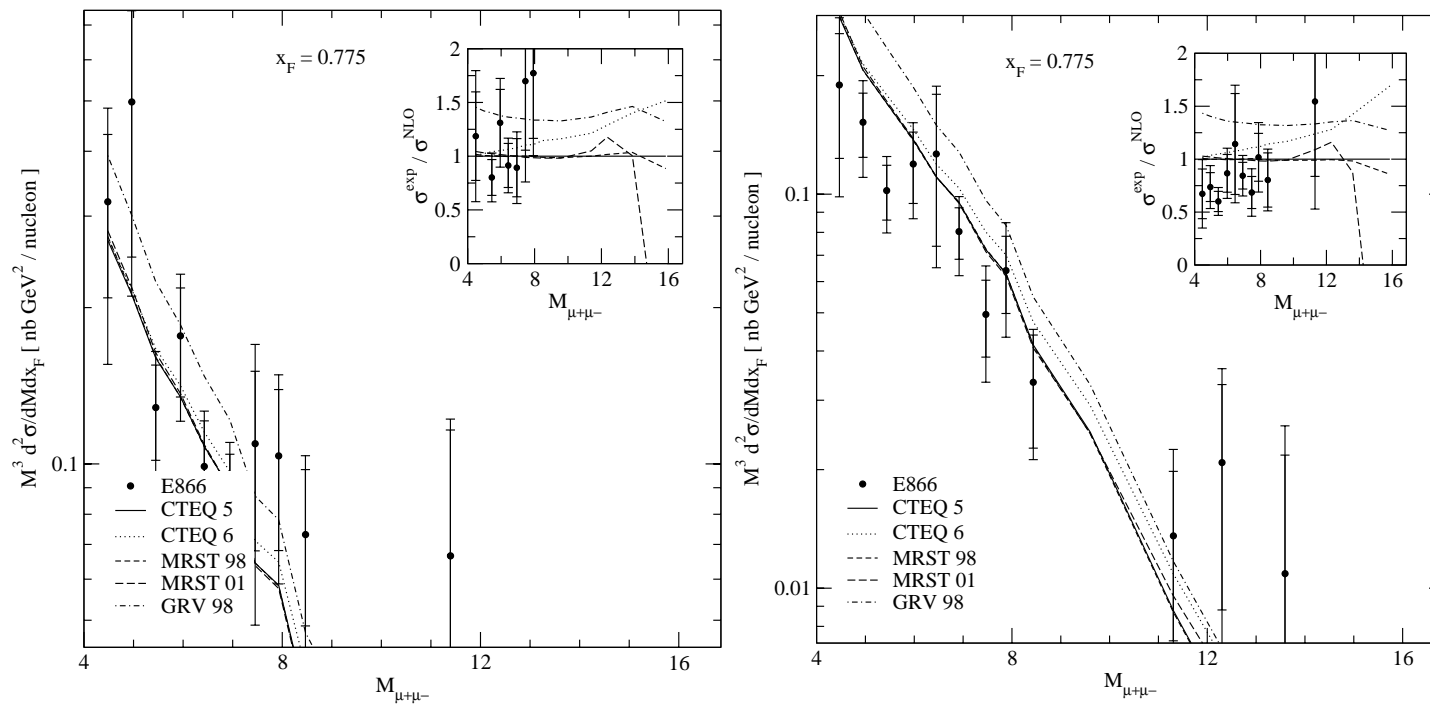 x_F = 0.775
2
1.5
1
0.5
0
σ^exp / σ^NLO
4 8 12 16
M_μ+μ−
0.2
0.1
M^3 d^2σ/dMdx_F [ nb GeV^2 / nucleon ]
E866
CTEQ 5
CTEQ 6
MRST 98
MRST 01
GRV 98
4 8 12 16
M_μ+μ−
x_F = 0.775
2
1.5
1
0.5
0
σ^exp / σ^NLO
4 8 12 16
M_μ+μ−
0.2
0.1
0.01
M^3 d^2σ/dMdx_F [ nb GeV^2 / nucleon ]
E866
CTEQ 5
CTEQ 6
MRST 98
MRST 01
GRV 98
4 8 12 16
M_μ+μ−